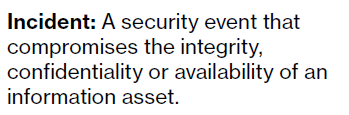 Incident: A security event that
compromises the integrity,
confidentiality or availability of an
information asset.